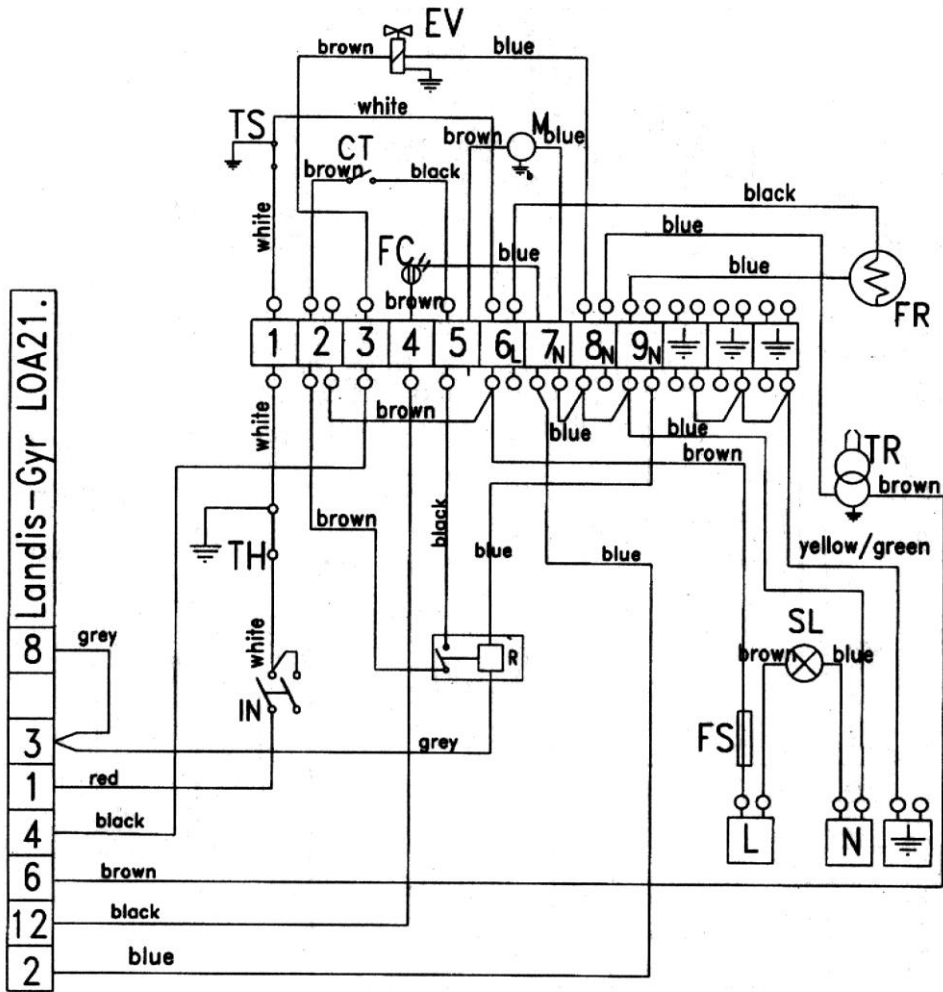 EV
brown blue
white
TS
M
brown blue
CT
brown black
black
blue
white
FC
blue
blue
brown
FR
Landis-Gyr LOA21.
1 2 3 4 5 6L 7N 8N 9N
white
brown
blue
blue
TR
brown
brown
black
brown
blue
blue
yellow/green
TH
8
grey
white
SL
brown blue
R
IN
FS
grey
3
1
red
L
N
4
black
6
brown
12
black
2
blue